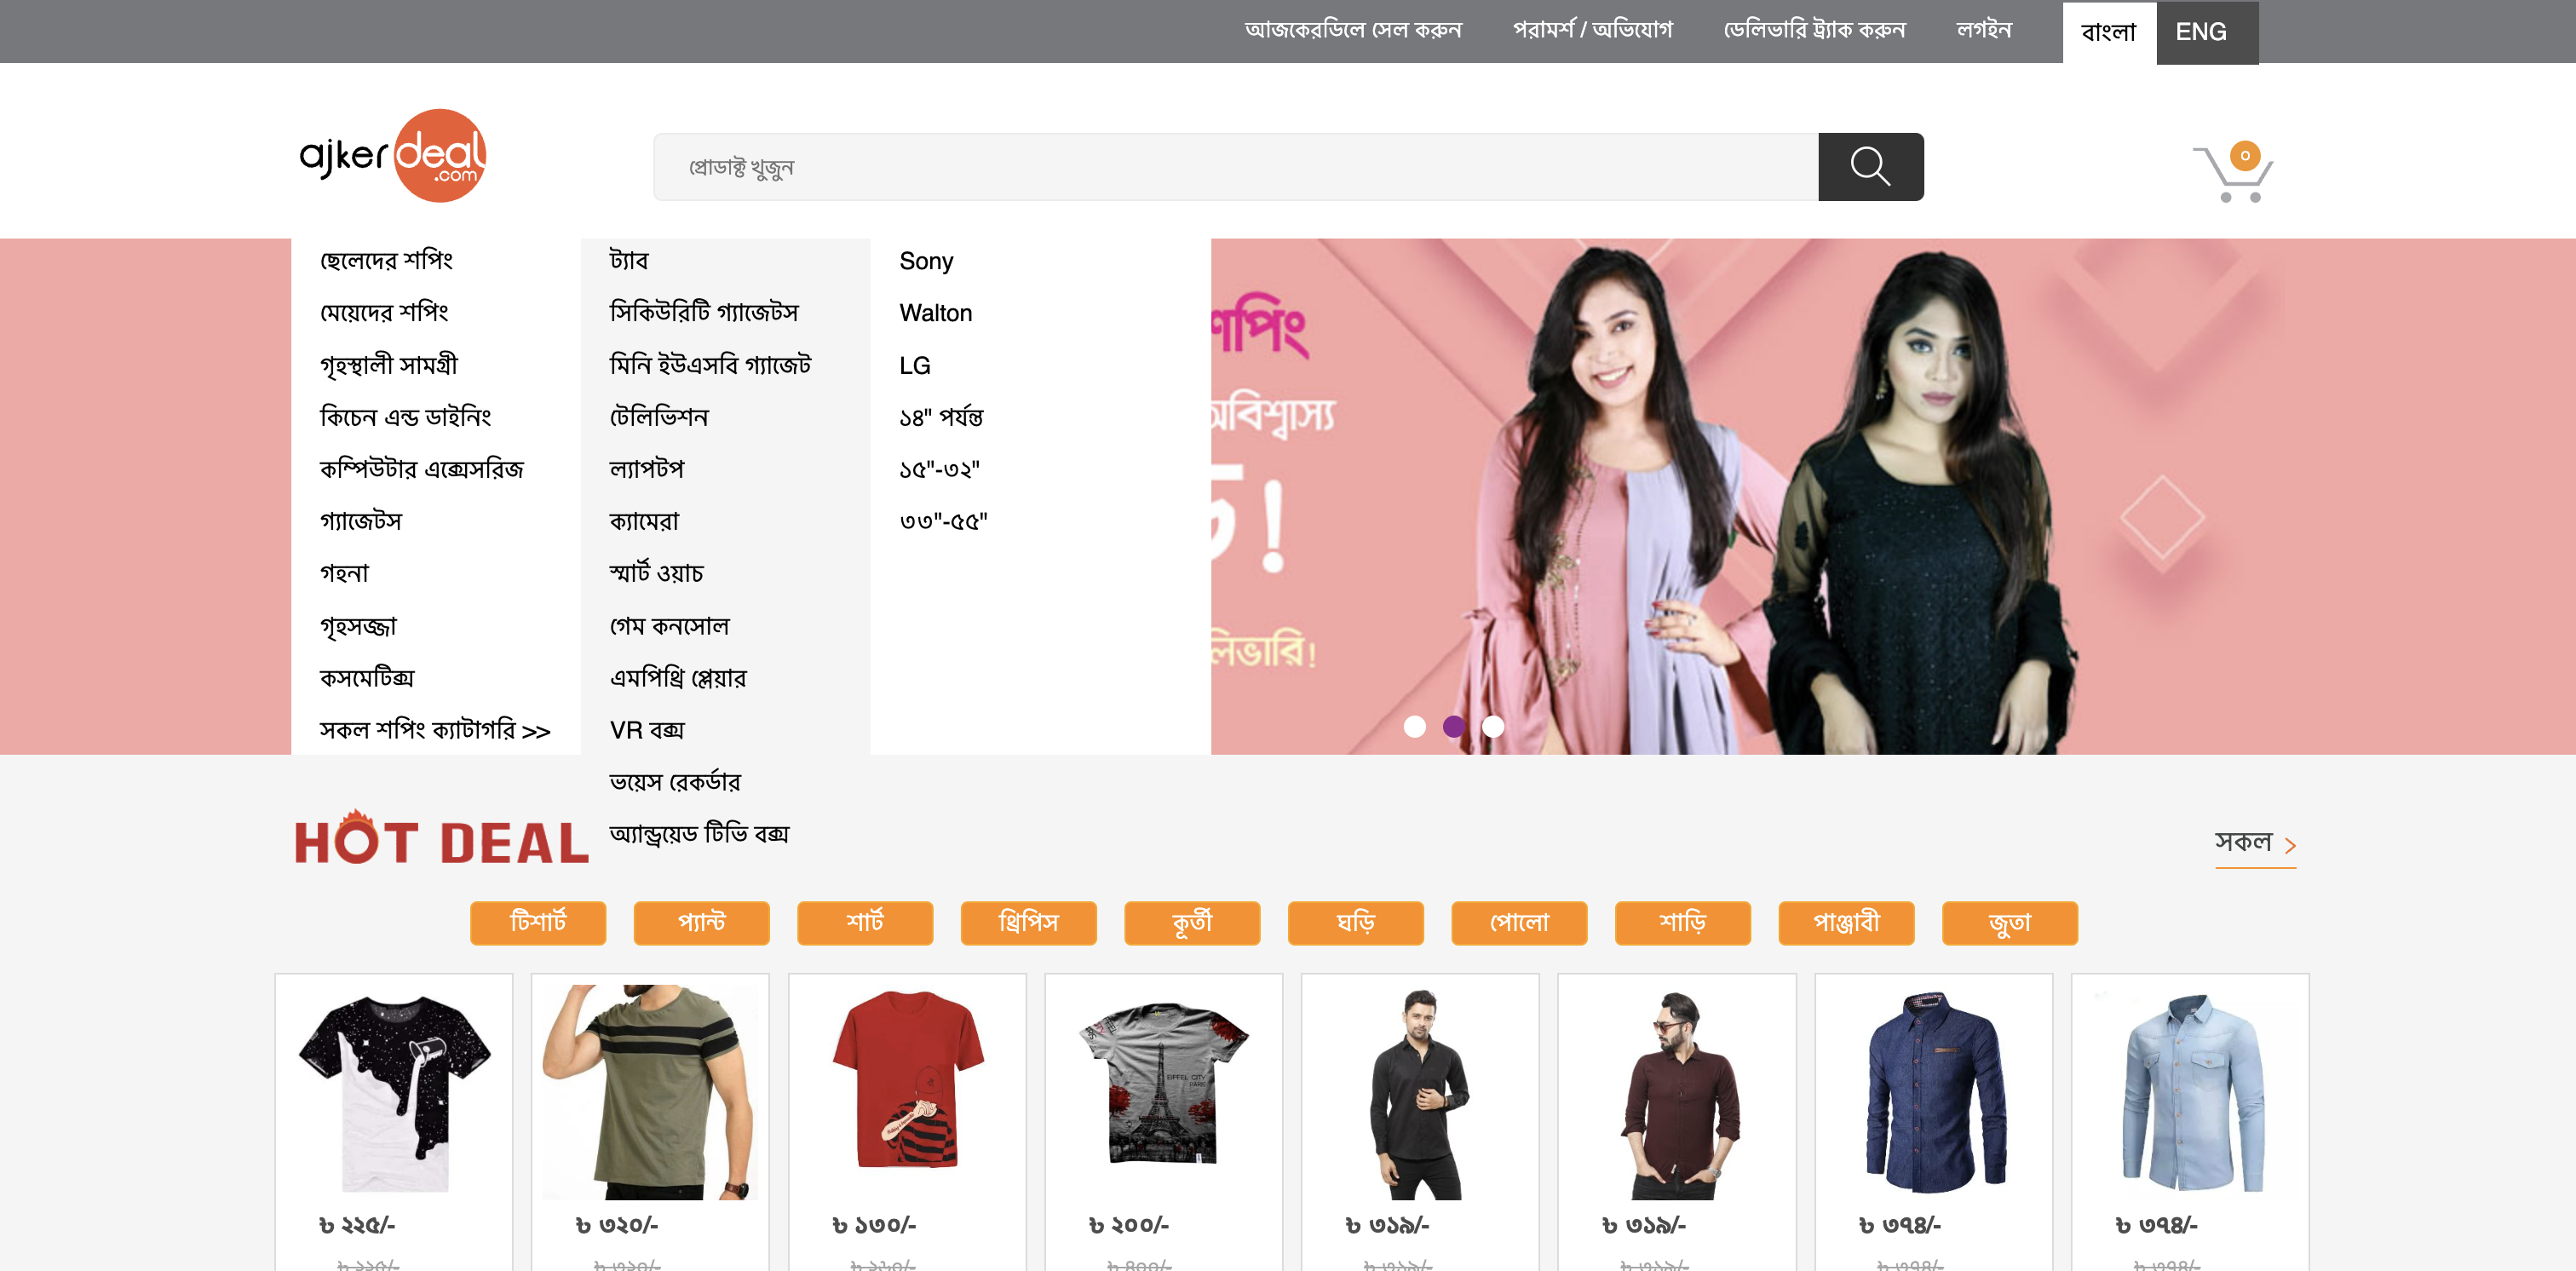 আজকেরডিলে সেল করুন
পরামর্শ / অভিযোগ
ডেলিভারি ট্র্যাক করুন
লগইন
বাংলা
ENG
ajkerdeal
.com
প্রোডাক্ট খুজুন
0
ছেলেদের শপিং
মেয়েদের শপিং
গৃহস্থালী সামগ্রী
কিচেন এন্ড ডাইনিং
কম্পিউটার এক্সেসরিজ
গ্যাজেটস
গহনা
গৃহসজ্জা
কসমেটিক্স
সকল শপিং ক্যাটাগরি >>
ট্যাব
সিকিউরিটি গ্যাজেটস
মিনি ইউএসবি গ্যাজেট
টেলিভিশন
ল্যাপটপ
ক্যামেরা
স্মার্ট ওয়াচ
গেম কনসোল
এমপিথ্রি প্লেয়ার
VR বক্স
ভয়েস রেকর্ডার
অ্যান্ড্রয়েড টিভি বক্স
Sony
Walton
LG
১৪" পর্যন্ত
১৫"-৩২"
৩৩"-৫৫"
শপিং
অবিশ্বাস্য
!
লিভারি!
HOT DEAL
সকল >
টিশার্ট
প্যান্ট
শার্ট
থ্রিপিস
কূর্তী
ঘড়ি
পোলো
শাড়ি
পাঞ্জাবী
জুতা
EIFFEL CITY
PARK
৳ ২২৫/-
৳ ৩২০/-
৳ ১৩০/-
৳ ২০০/-
৳ ৩১৯/-
৳ ৩১৯/-
৳ ৩৭৪/-
৳ ৩৭৪/-